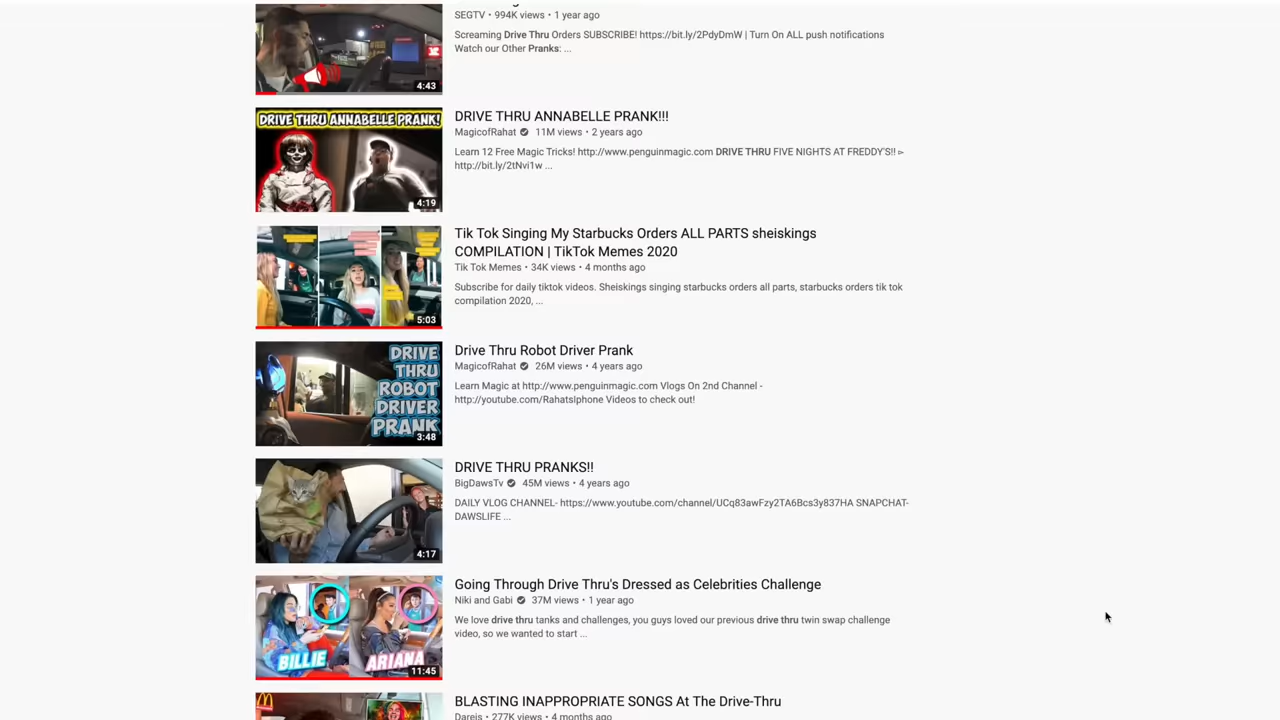 SEGTV • 994K views • 1 year ago
Screaming Drive Thru Orders SUBSCRIBE! https://bit.ly/2PdyDmW | Turn On ALL push notifications
Watch our Other Pranks: ...
4:43
DRIVE THRU ANNABELLE PRANK!
4:19
DRIVE THRU ANNABELLE PRANK!!!
MagicofRahat 11M views • 2 years ago
Learn 12 Free Magic Tricks! http://www.penguinmagic.com DRIVE THRU FIVE NIGHTS AT FREDDY'S!! ▻
http://bit.ly/2tNvi1w ...
5:03
Tik Tok Singing My Starbucks Orders ALL PARTS sheiskings
COMPILATION | TikTok Memes 2020
Tik Tok Memes • 34K views • 4 months ago
Subscribe for daily tiktok videos. Sheiskings singing starbucks orders all parts, starbucks orders tik tok
compilation 2020, ...
DRIVE
THRU
ROBOT
DRIVER
PRANK
3:48
Drive Thru Robot Driver Prank
MagicofRahat 26M views • 4 years ago
Learn Magic at http://www.penguinmagic.com Vlogs On 2nd Channel -
http://youtube.com/RahatsIphone Videos to check out!
4:17
DRIVE THRU PRANKS!!
BigDawsTv 45M views • 4 years ago
DAILY VLOG CHANNEL- https://www.youtube.com/channel/UCq83awFzy2TA6Bcs3y837HA SNAPCHAT-
DAWSLIFE ...
BILLIE
ARIANA
11:45
Going Through Drive Thru's Dressed as Celebrities Challenge
Niki and Gabi 37M views • 1 year ago
We love drive thru tanks and challenges, you guys loved our previous drive thru twin swap challenge
video, so we wanted to start ...
BLASTING INAPPROPRIATE SONGS At The Drive-Thru
Dareis • 277K views • 4 months ago